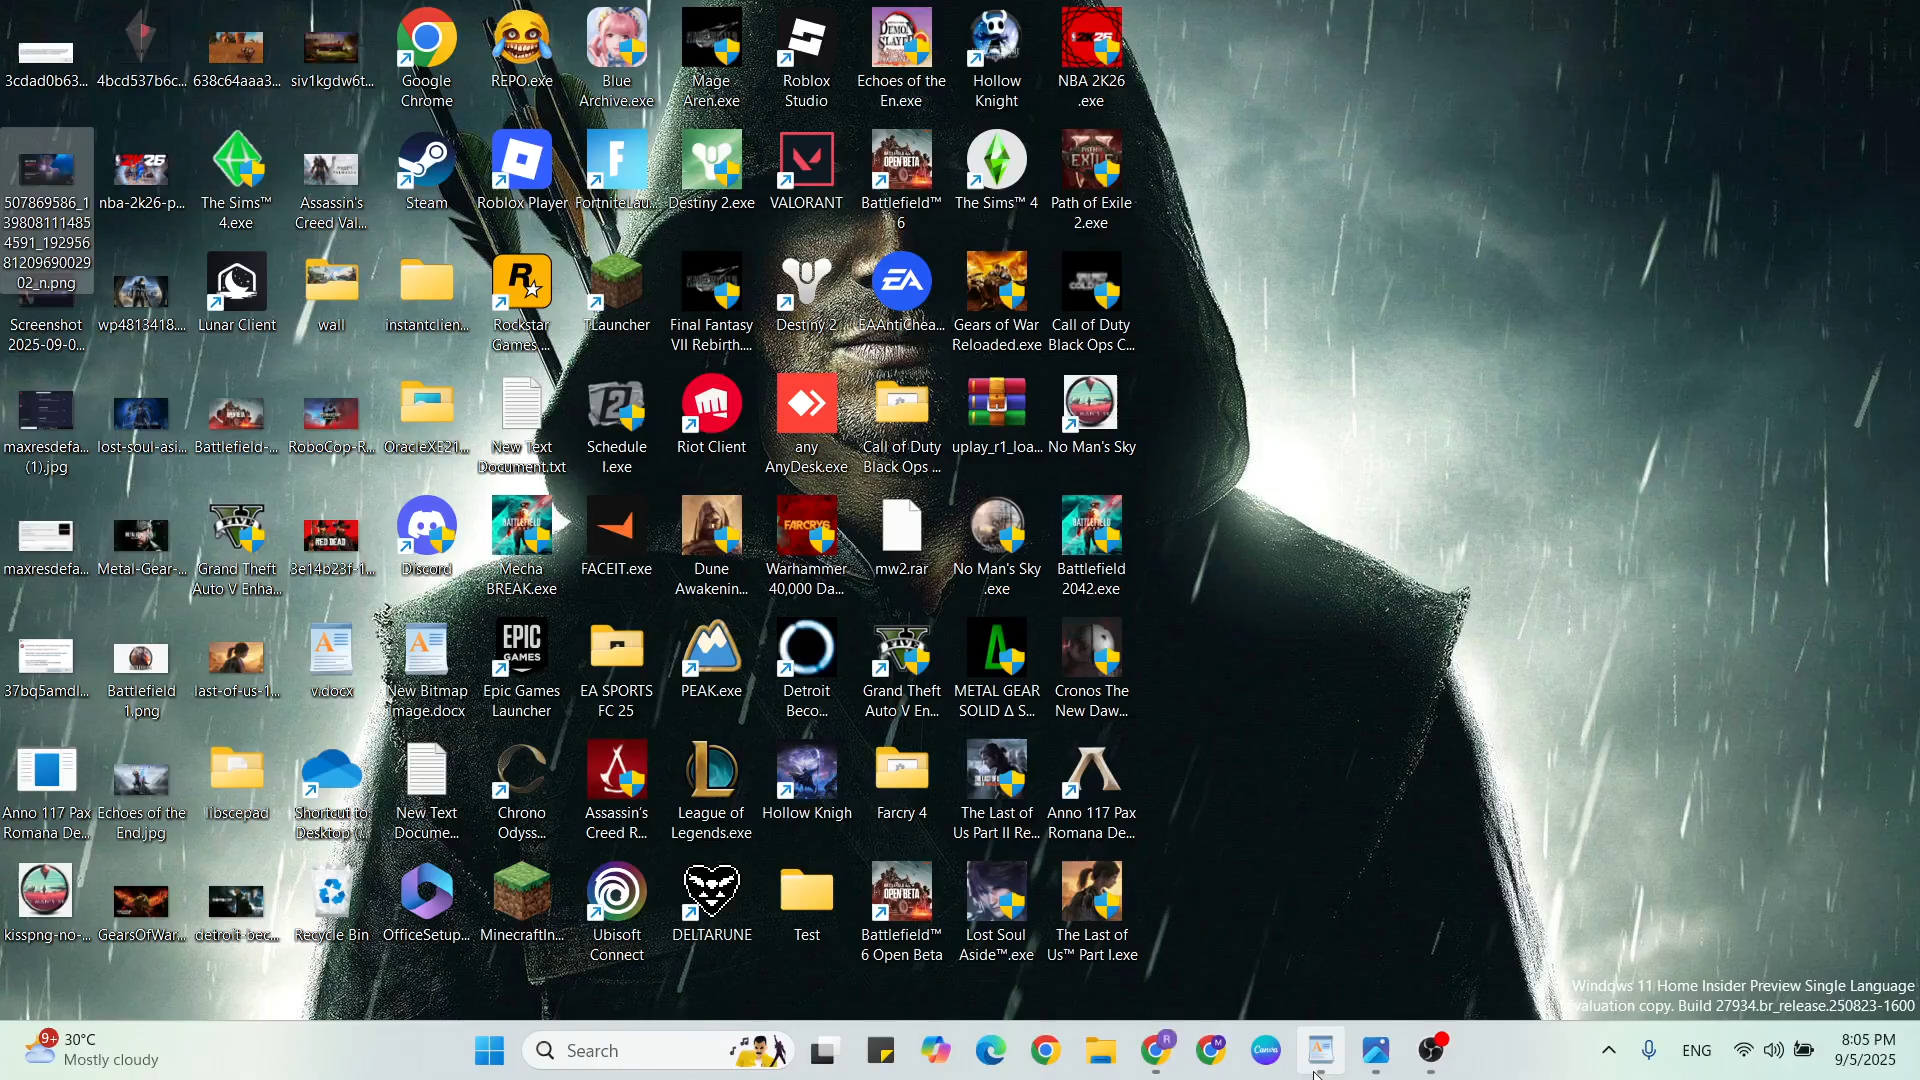 3cdad0b63...
4bcd537b6c...
638c64aaa3...
siv1kgdw6t...
Google
Chrome
REPO.exe
Blue
Archive.exe
Mage
Aren.exe
Roblox
Studio
Echoes of the
En.exe
Hollow
Knight
NBA 2K26
.exe
507869586_1
39808111485
4591_192956
81209690029
02_n.png
nba-2k26-p...
The Sims™
4.exe
Assassin's
Creed Val...
Steam
Roblox Player
FortniteLau...
Destiny 2.exe
VALORANT
Battlefield™
6
The Sims™ 4
Path of Exile
2.exe
Screenshot
2025-09-0...
wp4813418....
Lunar Client
wall
instantclien...
Rockstar
Games ...
TLauncher
Final Fantasy
VII Rebirth....
Destiny 2
EAAntiChea...
Gears of War
Reloaded.exe
Call of Duty
Black Ops C...
maxresdefa...
(1).jpg
lost-soul-asi...
Battlefield-...
RoboCop-R...
OracleXE21...
New Text
Document.txt
Schedule
I.exe
Riot Client
any
AnyDesk.exe
Call of Duty
Black Ops ...
uplay_r1_loa...
No Man's Sky
maxresdefa...
Metal-Gear-...
Grand Theft
Auto V Enha...
3e14b23f-1...
Discord
Mecha
BREAK.exe
FACEIT.exe
Dune
Awakenin...
Warhammer
40,000 Da...
mw2.rar
No Man's Sky
.exe
Battlefield
2042.exe
37bq5amdl...
Battlefield
1.png
last-of-us-1...
v.docx
New Bitmap
Image.docx
Epic Games
Launcher
EA SPORTS
FC 25
PEAK.exe
Detroit
Beco...
Grand Theft
Auto V En...
METAL GEAR
SOLID Δ S...
Cronos The
New Daw...
Anno 117 Pax
Romana De...
Echoes of the
End.jpg
libscepad
Shortcut to
Desktop (...
New Text
Docume...
Chrono
Odyss...
Assassin's
Creed R...
League of
Legends.exe
Hollow Knigh
Farcry 4
The Last of
Us Part II Re...
Anno 117 Pax
Romana De...
kisspng-no-...
GearsOfWar...
detroit-bec...
Recycle Bin
OfficeSetup...
MinecraftIn...
Ubisoft
Connect
DELTARUNE
Test
Battlefield™
6 Open Beta
Lost Soul
Aside™.exe
The Last of
Us™ Part I.exe
Windows 11 Home Insider Preview Single Language
Evaluation copy. Build 27934.br_release.250823-1600
9+
30°C
Mostly cloudy
Search
ENG
8:05 PM
9/5/2025